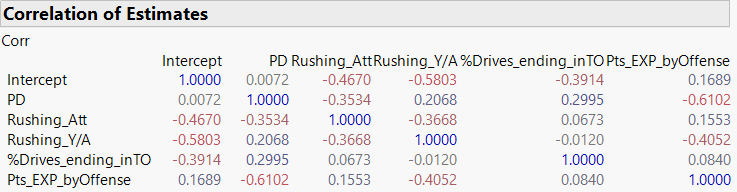 Correlation of Estimates
Corr
Intercept PD Rushing_Att Rushing_Y/A %Drives_ending_inTO Pts_EXP_byOffense
Intercept 1.0000 0.0072 -0.4670 -0.5803 -0.3914 0.1689
PD 0.0072 1.0000 -0.3534 0.2068 0.2995 -0.6102
Rushing_Att -0.4670 -0.3534 1.0000 -0.3668 0.0673 0.1553
Rushing_Y/A -0.5803 0.2068 -0.3668 1.0000 -0.0120 -0.4052
%Drives_ending_inTO -0.3914 0.2995 0.0673 -0.0120 1.0000 0.0840
Pts_EXP_byOffense 0.1689 -0.6102 0.1553 -0.4052 0.0840 1.0000